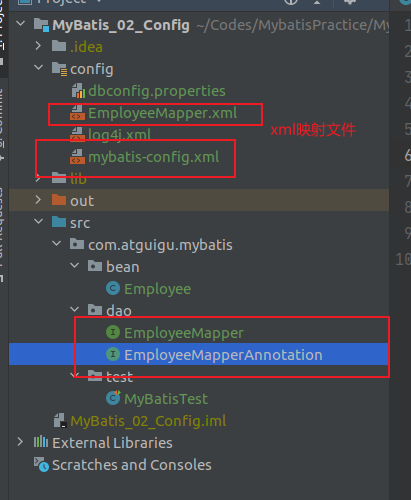 Project
1
MyBatis_02_Config ~/Codes/MybatisPractice/My
2
.idea
3
config
4
dbconfig.properties
EmployeeMapper.xml
5
xml映射文件
log4j.xml
6
mybatis-config.xml
7
lib
out
8
src
9
com.atguigu.mybatis
10
bean
Employee
dao
EmployeeMapper
EmployeeMapperAnnotation
test
MyBatisTest
MyBatis_02_Config.iml
External Libraries
Scratches and Consoles